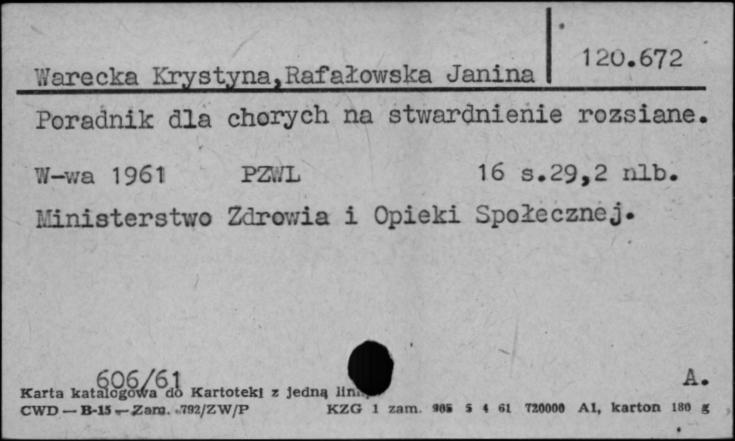 120.672
Warecka Krystyna,Rafałowska Janina
Poradnik dla chorych na stwardnienie rozsiane.
W-wa 1961 PZWL 16 s.29,2 nlb.
Ministerstwo Zdrowia i Opieki Społecznej.
606/61 A.
Karta katalogowa do Kartoteki z jedną
CWD — B-15 — Zam. 792/ZW/P KZG 1 zam. 905 5 4 61 720000 A1, karton 180 g